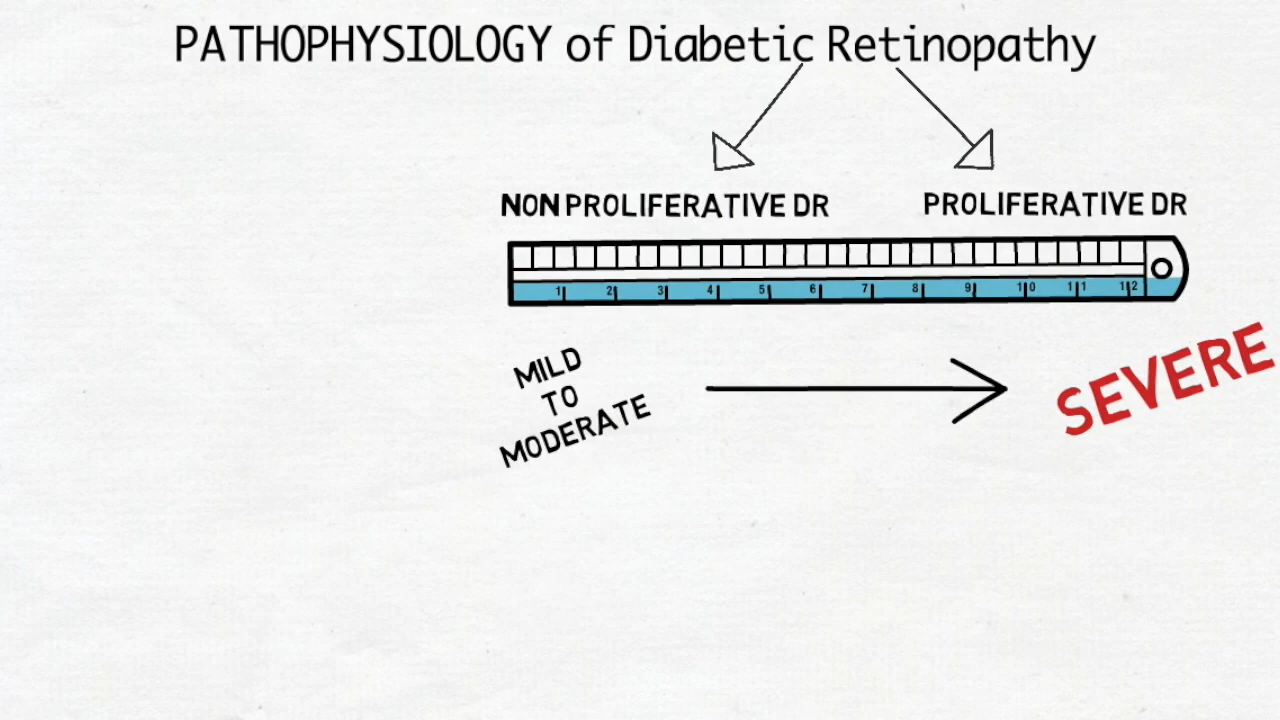 PATHOPHYSIOLOGY of Diabetic Retinopathy
NON PROLIFERATIVE DR
PROLIFERATIVE DR
1 2 3 4 5 6 7 8 9 10 11 12
MILD
TO
MODERATE
SEVERE